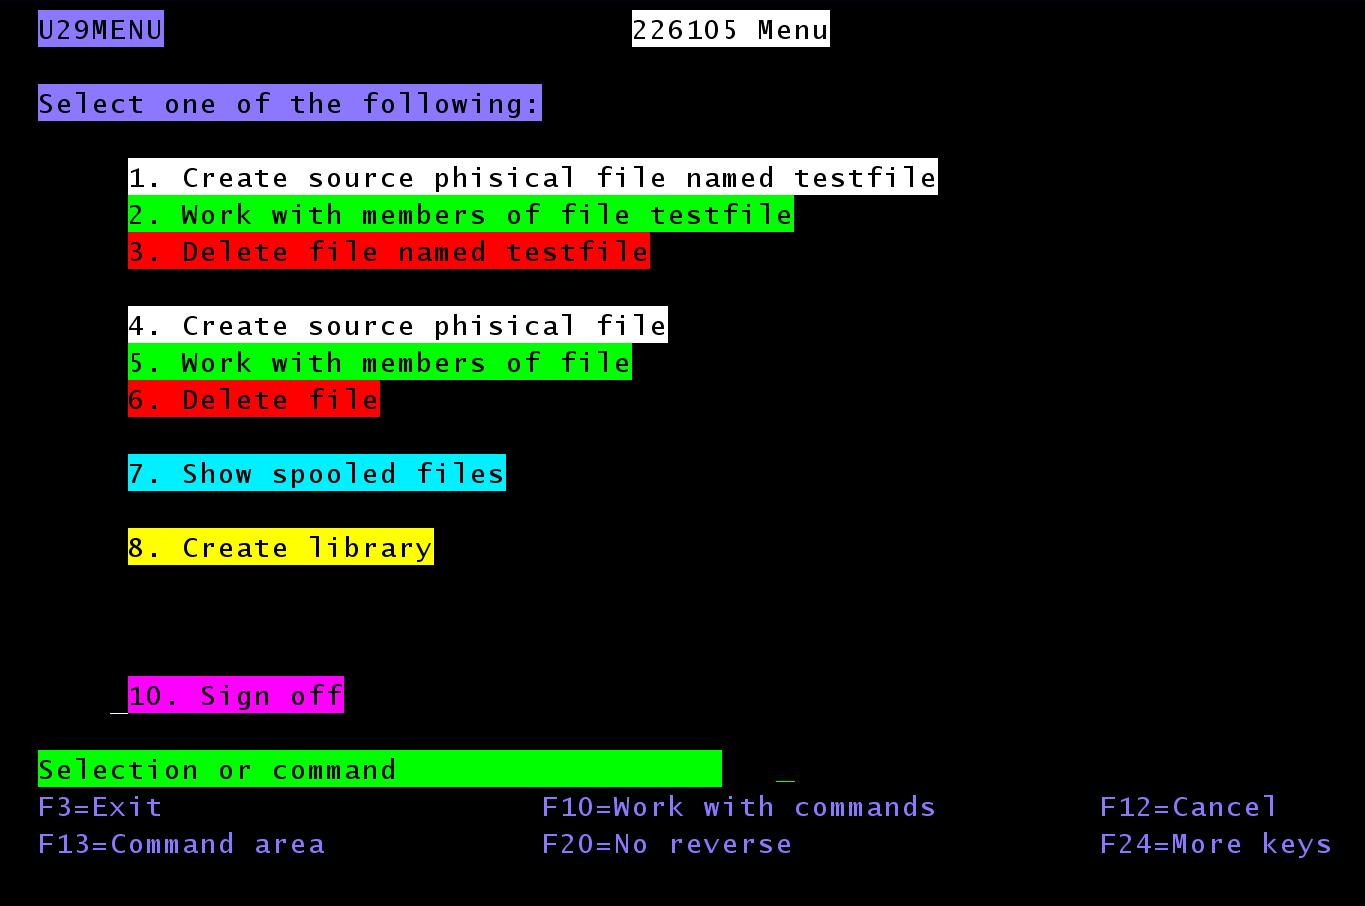 U29MENU 226105 Menu
Select one of the following:
1. Create source phisical file named testfile
2. Work with members of file testfile
3. Delete file named testfile
4. Create source phisical file
5. Work with members of file
6. Delete file
7. Show spooled files
8. Create library
_10. Sign off
Selection or command _
F3=Exit F10=Work with commands F12=Cancel
F13=Command area F20=No reverse F24=More keys